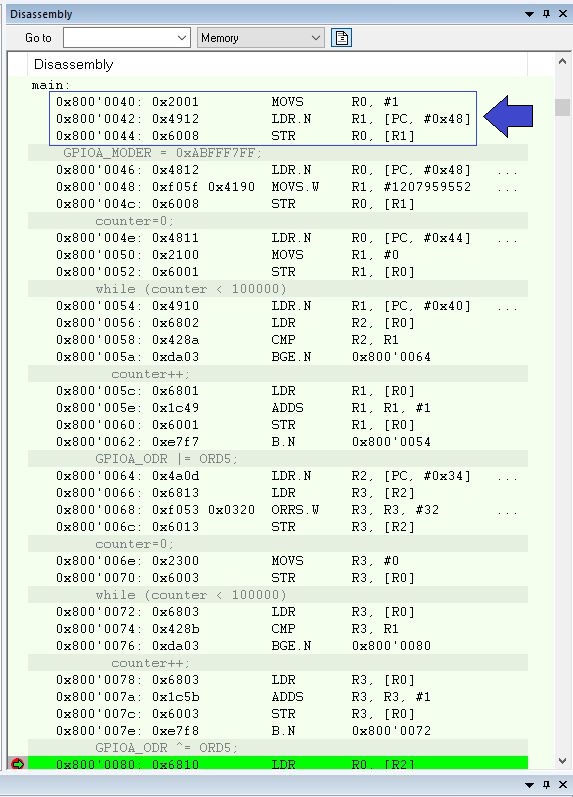 Disassembly
Go to Memory
Disassembly
main:
0x800'0040: 0x2001 MOVS R0, #1
0x800'0042: 0x4912 LDR.N R1, [PC, #0x48]
0x800'0044: 0x6008 STR R0, [R1]
GPIOA_MODER = 0xABFFF7FF;
0x800'0046: 0x4812 LDR.N R0, [PC, #0x48] ...
0x800'0048: 0xf05f 0x4190 MOVS.W R1, #1207959552 ...
0x800'004c: 0x6008 STR R0, [R1]
counter=0;
0x800'004e: 0x4811 LDR.N R0, [PC, #0x44] ...
0x800'0050: 0x2100 MOVS R1, #0
0x800'0052: 0x6001 STR R1, [R0]
while (counter < 100000)
0x800'0054: 0x4910 LDR.N R1, [PC, #0x40] ...
0x800'0056: 0x6802 LDR R2, [R0]
0x800'0058: 0x428a CMP R2, R1
0x800'005a: 0xda03 BGE.N 0x800'0064
counter++;
0x800'005c: 0x6801 LDR R1, [R0]
0x800'005e: 0x1c49 ADDS R1, R1, #1
0x800'0060: 0x6001 STR R1, [R0]
0x800'0062: 0xe7f7 B.N 0x800'0054
GPIOA_ODR |= ORD5;
0x800'0064: 0x4a0d LDR.N R2, [PC, #0x34] ...
0x800'0066: 0x6813 LDR R3, [R2]
0x800'0068: 0xf053 0x0320 ORRS.W R3, R3, #32 ...
0x800'006c: 0x6013 STR R3, [R2]
counter=0;
0x800'006e: 0x2300 MOVS R3, #0
0x800'0070: 0x6003 STR R3, [R0]
while (counter < 100000)
0x800'0072: 0x6803 LDR R3, [R0]
0x800'0074: 0x428b CMP R3, R1
0x800'0076: 0xda03 BGE.N 0x800'0080
counter++;
0x800'0078: 0x6803 LDR R3, [R0]
0x800'007a: 0x1c5b ADDS R3, R3, #1
0x800'007c: 0x6003 STR R3, [R0]
0x800'007e: 0xe7f8 B.N 0x800'0072
GPIOA_ODR ^= ORD5;
0x800'0080: 0x6810 LDR R0, [R2]